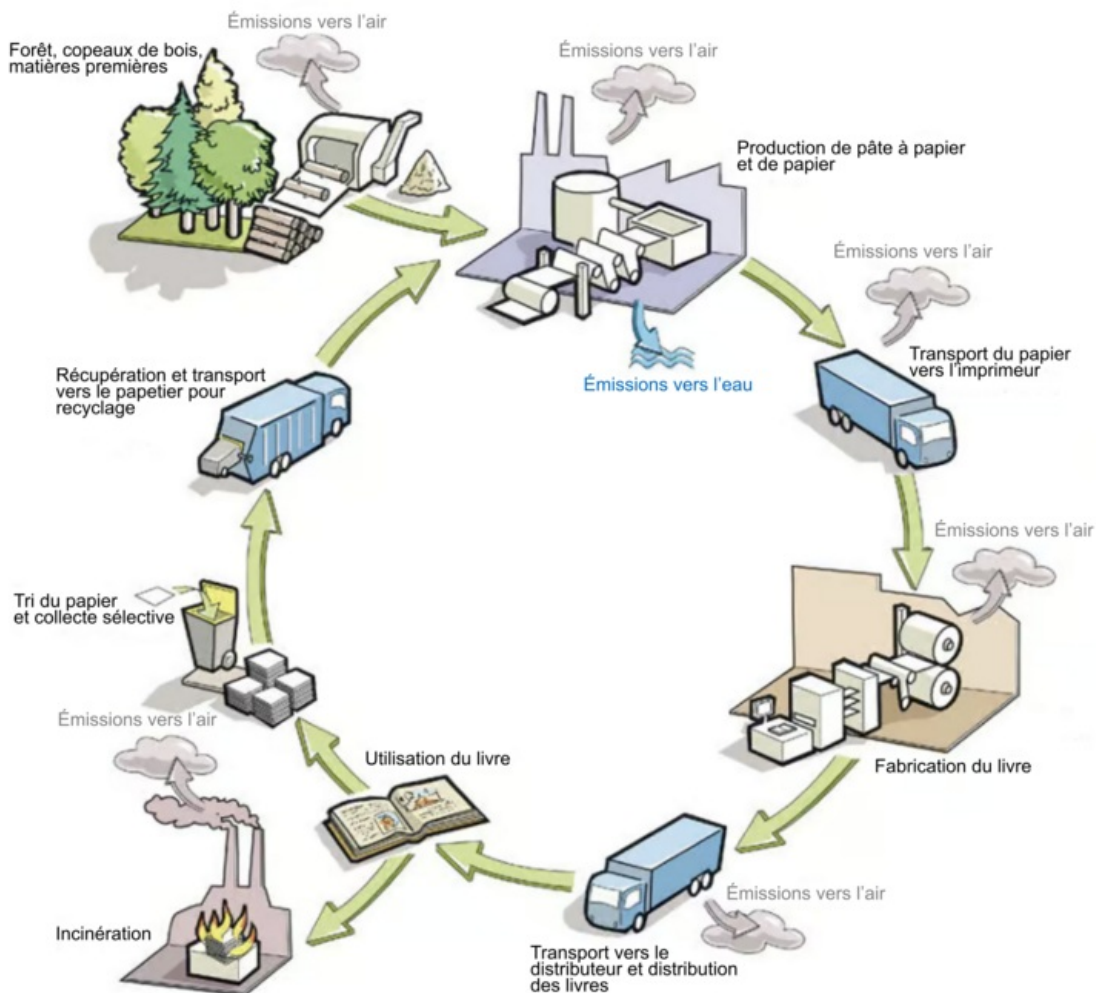 Émissions vers l'air
Forêt, copeaux de bois,
matières premières
Émissions vers l'air
Production de pâte à papier
et de papier
Émissions vers l'air
Transport du papier
vers l'imprimeur
Émissions vers l'eau
Récupération et transport
vers le papetier pour
recyclage
Émissions vers l'air
Tri du papier
et collecte sélective
Émissions vers l'air
Utilisation du livre
Fabrication du livre
Émissions vers l'air
Incinération
Transport vers le
distributeur et distribution
des livres